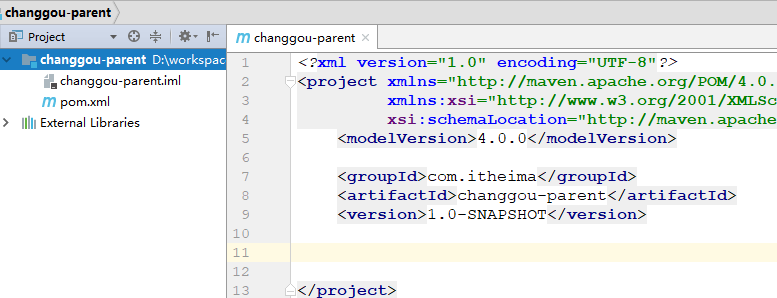 changgou-parent
Project
changgou-parent D:\workspac
changgou-parent.iml
pom.xml
External Libraries
changgou-parent
1 <?xml version="1.0" encoding="UTF-8"?>
2 <project xmlns="http://maven.apache.org/POM/4.0.
3 xmlns:xsi="http://www.w3.org/2001/XMLSc
4 xsi:schemaLocation="http://maven.apache
5 <modelVersion>4.0.0</modelVersion>
6
7 <groupId>com.itheima</groupId>
8 <artifactId>changgou-parent</artifactId>
9 <version>1.0-SNAPSHOT</version>
10
11
12
13 </project>